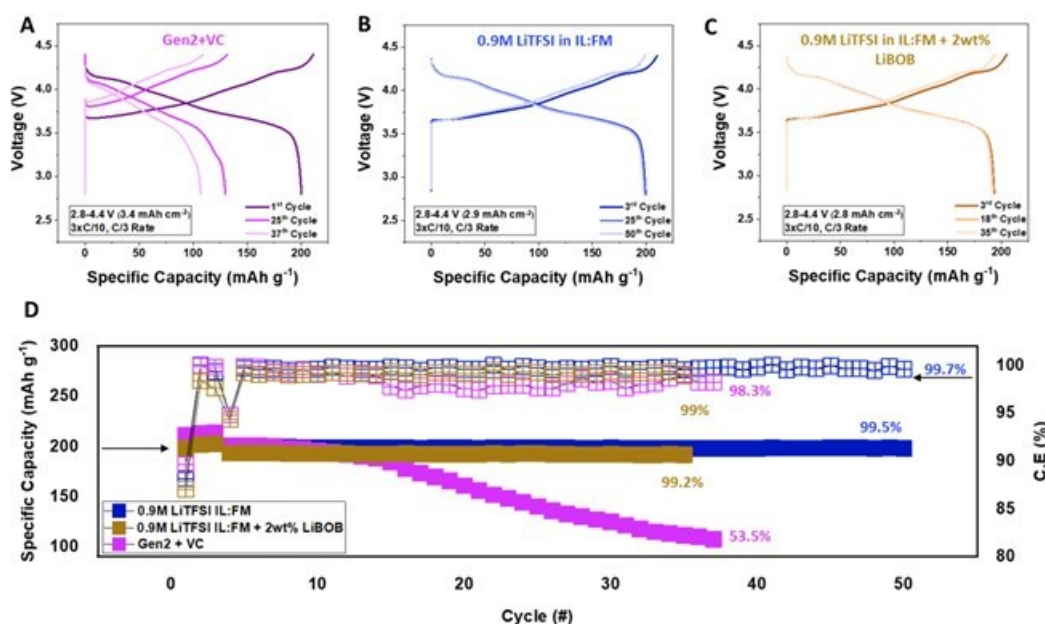 A
Gen2+VC
4.5
4.0
3.5
3.0
2.5
Voltage (V)
2.8-4.4 V (3.4 mAh cm⁻²)
3xC/10, C/3 Rate
1st Cycle
25th Cycle
37th Cycle
0 50 100 150 200
Specific Capacity (mAh g⁻¹)
B
0.9M LiTFSI in IL:FM
4.5
4.0
3.5
3.0
2.5
Voltage (V)
2.8-4.4 V (2.9 mAh cm⁻²)
3xC/10, C/3 Rate
3rd Cycle
25th Cycle
50th Cycle
0 50 100 150 200
Specific Capacity (mAh g⁻¹)
C
0.9M LiTFSI in IL:FM + 2wt%
LiBOB
4.5
4.0
3.5
3.0
2.5
Voltage (V)
2.8-4.4 V (2.8 mAh cm⁻²)
3xC/10, C/3 Rate
3rd Cycle
18th Cycle
35th Cycle
0 50 100 150 200
Specific Capacity (mAh g⁻¹)
D
300
250
200
150
100
Specific Capacity (mAh g⁻¹)
99.7%
98.3%
99%
99.5%
99.2%
53.5%
0.9M LiTFSI IL:FM
0.9M LiTFSI IL:FM + 2wt% LiBOB
Gen2 + VC
100
95
90
85
80
C.E (%)
0 10 20 30 40 50
Cycle (#)